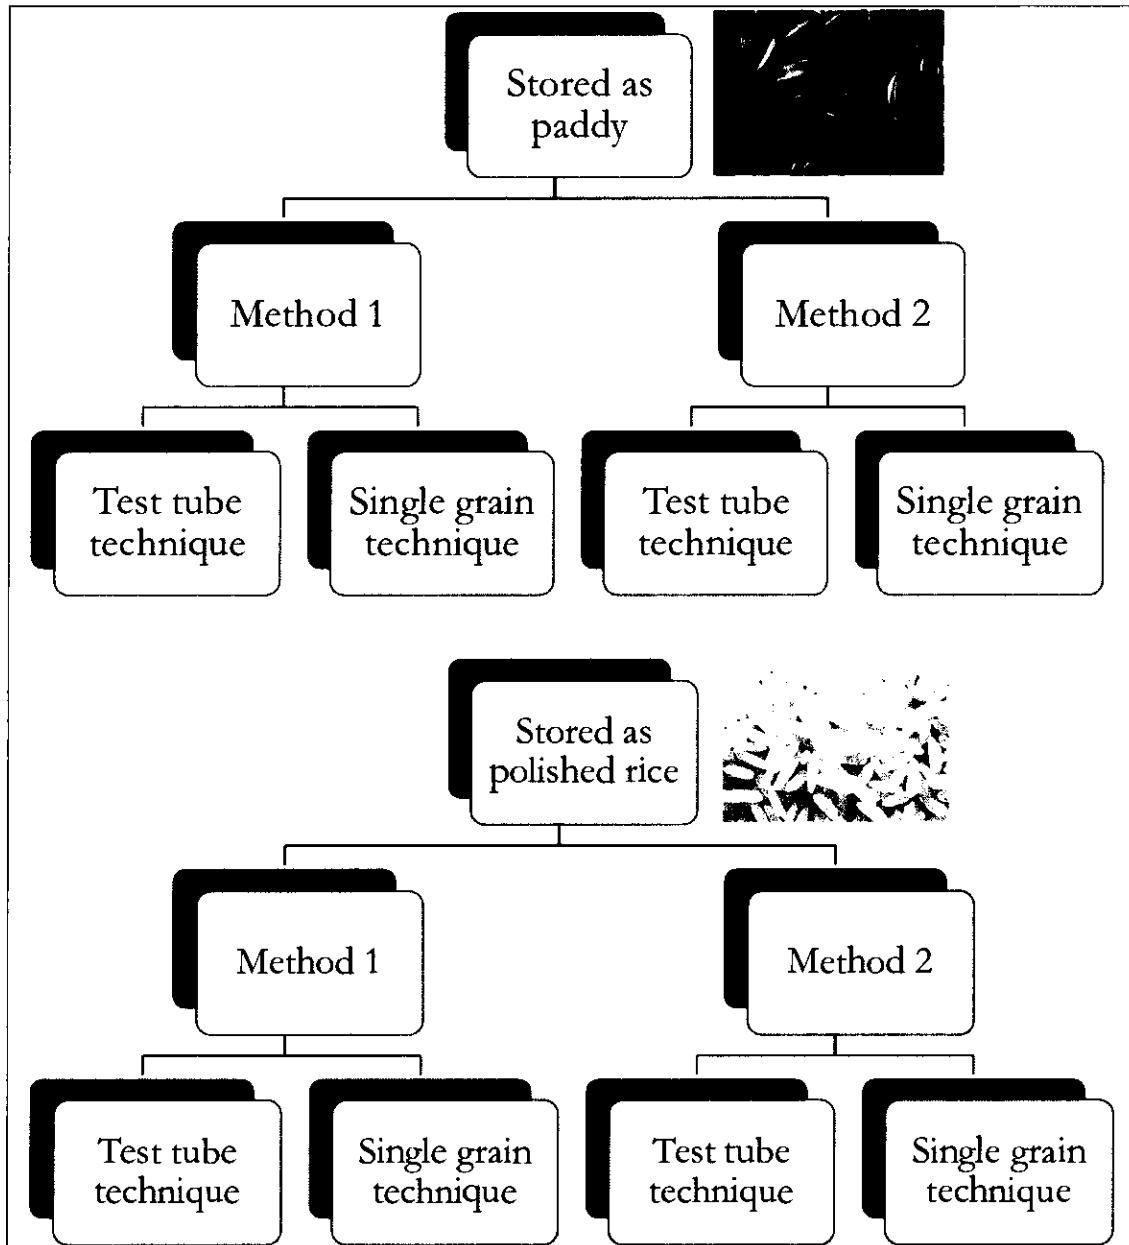 Stored as
paddy
Method 1
Method 2
Test tube
technique
Single grain
technique
Test tube
technique
Single grain
technique
Stored as
polished rice
Method 1
Method 2
Test tube
technique
Single grain
technique
Test tube
technique
Single grain
technique